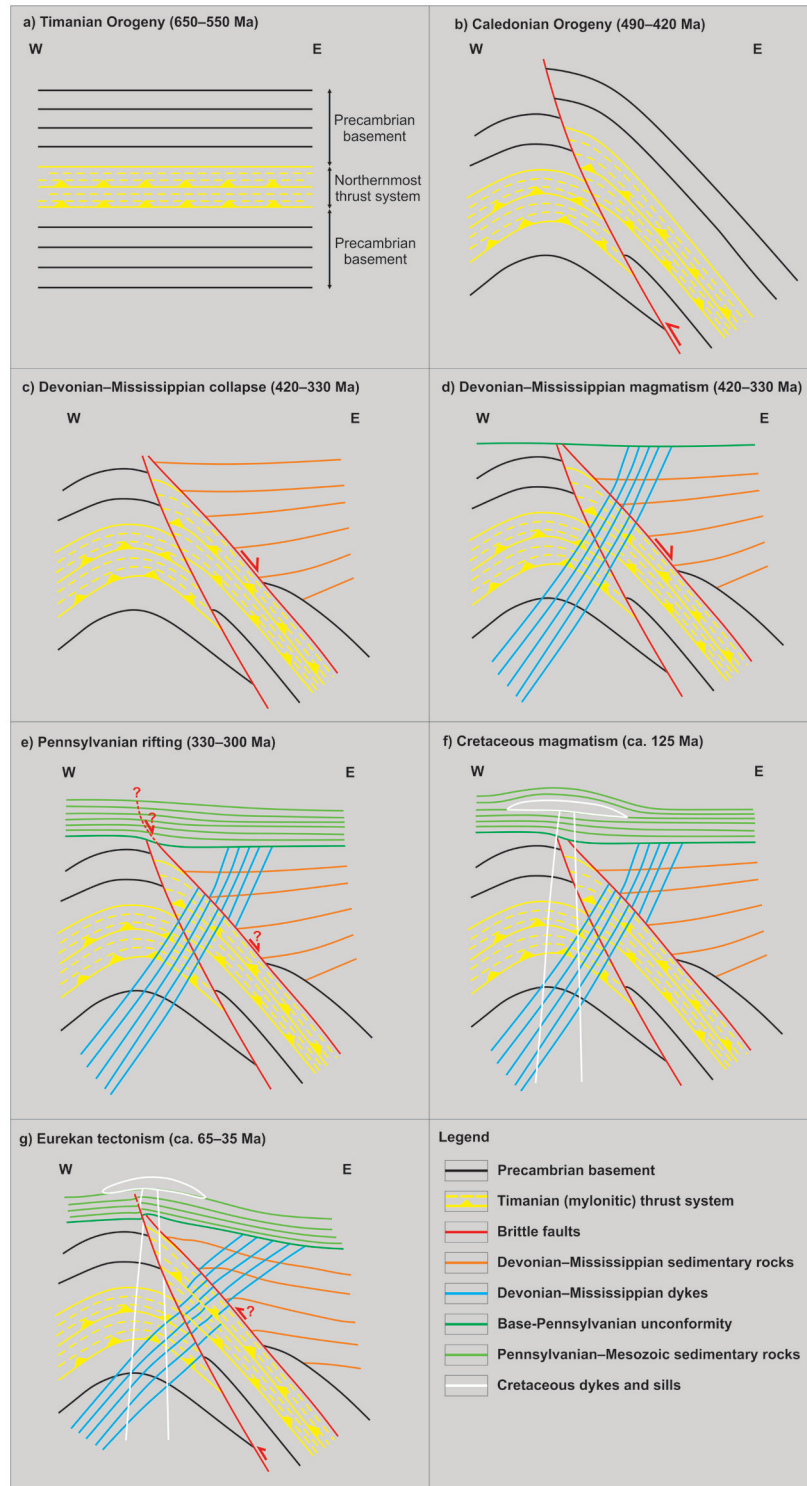 a) Timanian Orogeny (650–550 Ma)
W
E
Precambrian
basement
Northernmost
thrust system
Precambrian
basement
b) Caledonian Orogeny (490–420 Ma)
W
E
c) Devonian–Mississippian collapse (420–330 Ma)
W
E
d) Devonian–Mississippian magmatism (420–330 Ma)
W
E
e) Pennsylvanian rifting (330–300 Ma)
W
E
?
?
?
f) Cretaceous magmatism (ca. 125 Ma)
W
E
g) Eurekan tectonism (ca. 65–35 Ma)
W
E
?
Legend
Precambrian basement
Timanian (mylonitic) thrust system
Brittle faults
Devonian–Mississippian sedimentary rocks
Devonian–Mississippian dykes
Base-Pennsylvanian unconformity
Pennsylvanian–Mesozoic sedimentary rocks
Cretaceous dykes and sills